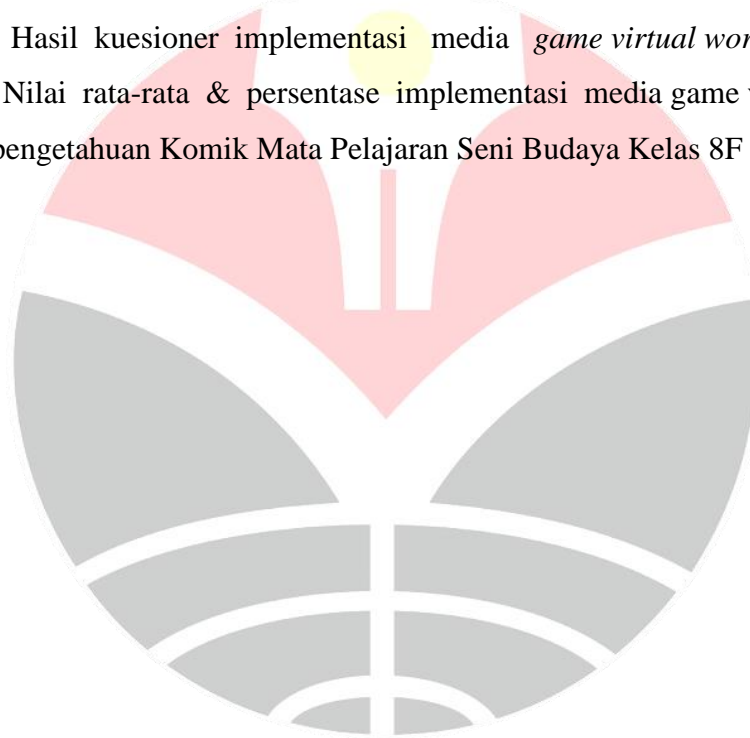 Hasil kuesioner implementasi media game virtual wor
Nilai rata-rata & persentase implementasi media game
pengetahuan Komik Mata Pelajaran Seni Budaya Kelas 8F